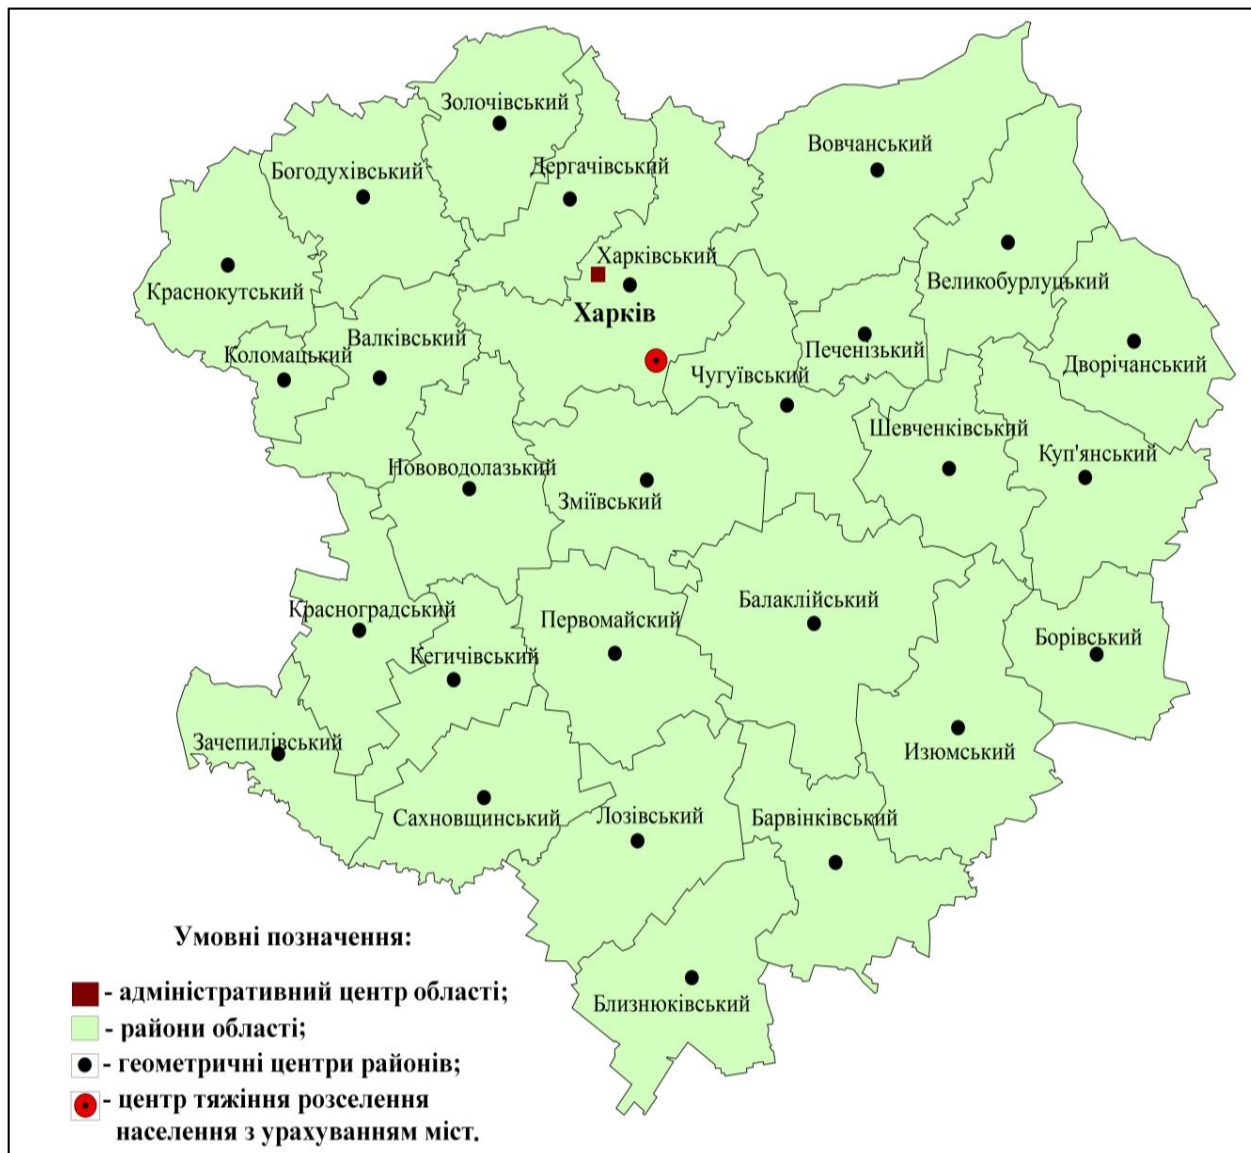 Золочівський
Вовчанський
Богодухівський
Дергачівський
Харківський
Великобурлуцький
Краснокутський
Харків
Валківський
Коломацький
Печенізький
Дворічанський
Чугуївський
Шевченківський
Куп'янський
Нововодолазький
Зміївський
Балаклійський
Красноградський
Первомайский
Борівський
Кегичівський
Зачепилівський
Изюмський
Сахновщинський
Лозівський
Барвінківський
Близнюківський
Умовні позначення:
- адміністративний центр області;
- райони області;
- геометричні центри районів;
- центр тяжіння розселення
населення з урахуванням міст.